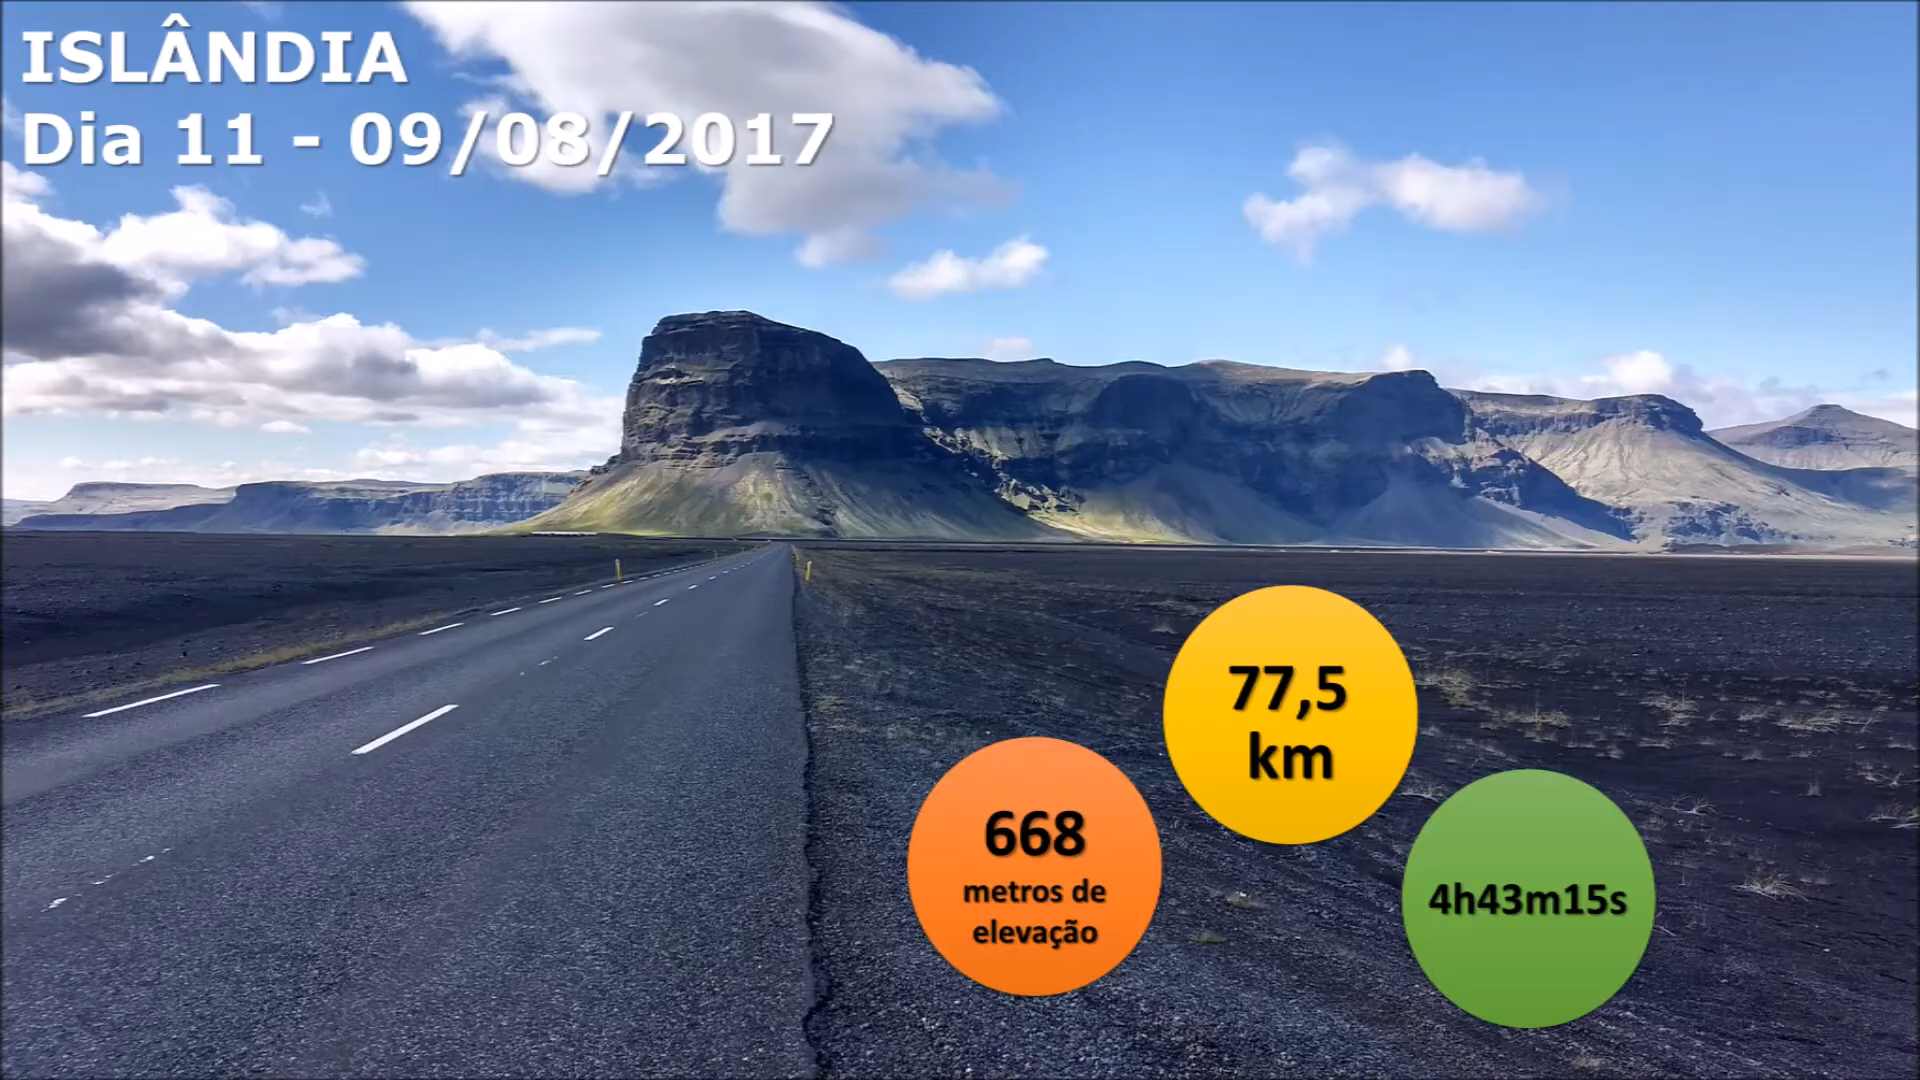 ISLÂNDIA
Dia 11 - 09/08/2017
77,5
km
668
metros de
elevação
4h43m15s